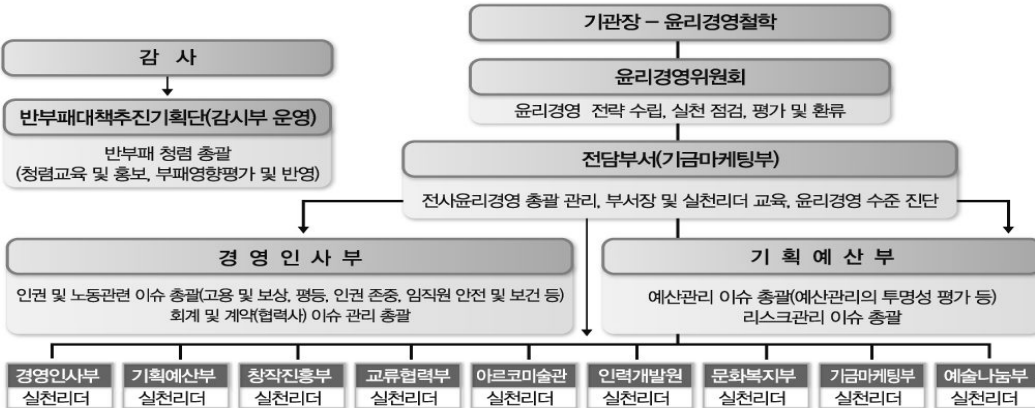 기관장 – 윤리경영철학
감 사
윤리경영위원회
윤리경영 전략 수립, 실천 점검, 평가 및 환류
반부패대책추진기획단(감시부 운영)
반부패 청렴 총괄
(청렴교육 및 홍보, 부패영향평가 및 반영)
전담부서(기금마케팅부)
전사윤리경영 총괄 관리, 부서장 및 실천리더 교육, 윤리경영 수준 진단
경 영 인 사 부
인권 및 노동관련 이슈 총괄(고용 및 보상, 평등, 인권 존중, 임직원 안전 및 보건 등)
회계 및 계약(협력사) 이슈 관리 총괄
기 획 예 산 부
예산관리 이슈 총괄(예산관리의 투명성 평가 등)
리스크관리 이슈 총괄
경영인사부 기획예산부 창작진흥부 교류협력부 아르코미술관 인력개발원 문화복지부 기금마케팅부 예술나눔부
실천리더 실천리더 실천리더 실천리더 실천리더 실천리더 실천리더 실천리더 실천리더